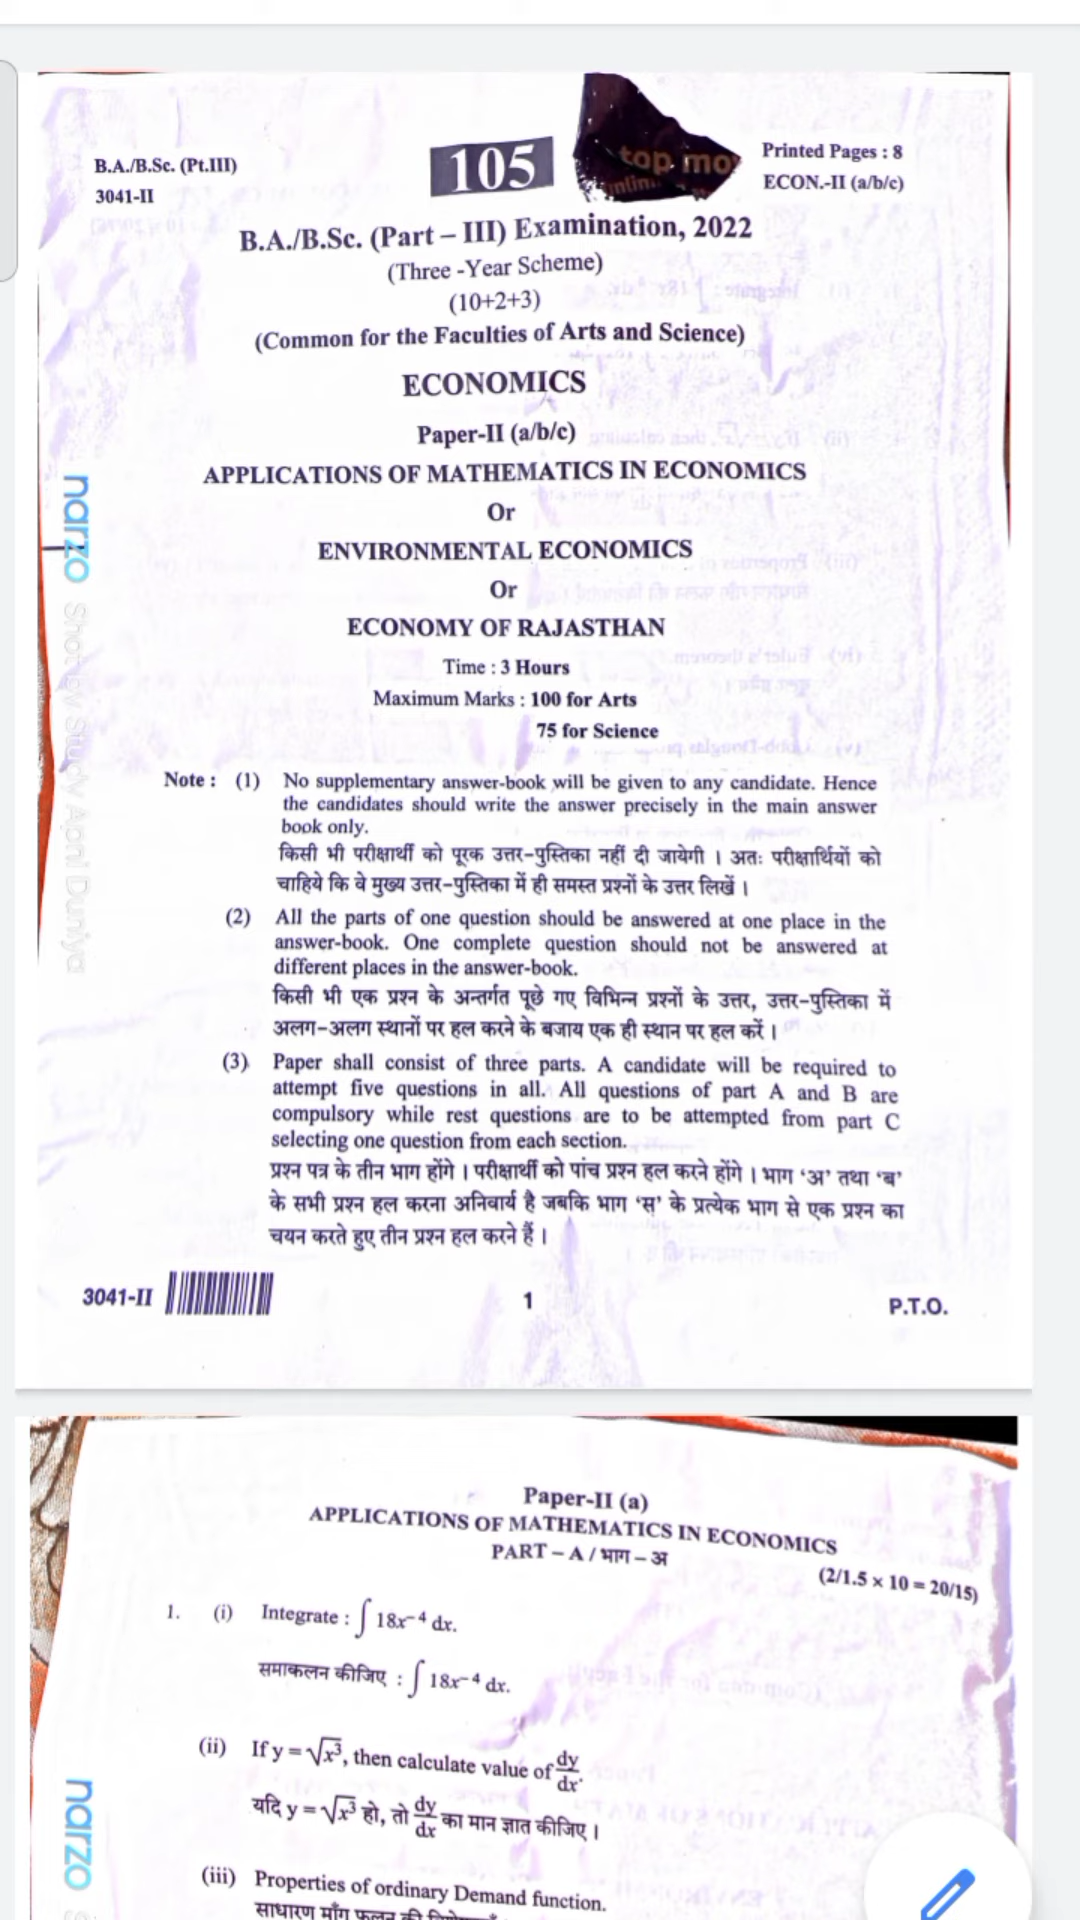 B.A./B.Sc. (Pt.III)
3041-II
105
top mo
Printed Pages : 8
ECON.-II (a/b/c)
B.A./B.Sc. (Part – III) Examination, 2022
(Three -Year Scheme)
(10+2+3)
(Common for the Faculties of Arts and Science)
ECONOMICS
Paper-II (a/b/c)
APPLICATIONS OF MATHEMATICS IN ECONOMICS
Or
ENVIRONMENTAL ECONOMICS
Or
ECONOMY OF RAJASTHAN
Time : 3 Hours
Maximum Marks : 100 for Arts
75 for Science
Note : (1) No supplementary answer-book will be given to any candidate. Hence
the candidates should write the answer precisely in the main answer
book only.
किसी भी परीक्षार्थी को पूरक उत्तर-पुस्तिका नहीं दी जायेगी । अतः परीक्षार्थियों को
चाहिये कि वे मुख्य उत्तर-पुस्तिका में ही समस्त प्रश्नों के उत्तर लिखें ।
(2) All the parts of one question should be answered at one place in the
answer-book. One complete question should not be answered at
different places in the answer-book.
किसी भी एक प्रश्न के अन्तर्गत पूछे गए विभिन्न प्रश्नों के उत्तर, उत्तर-पुस्तिका में
अलग-अलग स्थानों पर हल करने के बजाय एक ही स्थान पर हल करें ।
(3) Paper shall consist of three parts. A candidate will be required to
attempt five questions in all. All questions of part A and B are
compulsory while rest questions are to be attempted from part C
selecting one question from each section.
प्रश्न पत्र के तीन भाग होंगे । परीक्षार्थी को पांच प्रश्न हल करने होंगे । भाग ‘अ’ तथा ‘ब’
के सभी प्रश्न हल करना अनिवार्य है जबकि भाग ‘स’ के प्रत्येक भाग से एक प्रश्न का
चयन करते हुए तीन प्रश्न हल करने हैं ।
3041-II
1
P.T.O.
narzo Shot by Study Apni Duniya
Paper-II (a)
APPLICATIONS OF MATHEMATICS IN ECONOMICS
PART – A / भाग – अ
(2/1.5 × 10 = 20/15)
1. (i) Integrate : ∫ 18x⁻⁴ dx.
समाकलन कीजिए : ∫ 18x⁻⁴ dx.
(ii) If y = √x³, then calculate value of dy/dx.
यदि y = √x³ हो, तो dy/dx का मान ज्ञात कीजिए ।
(iii) Properties of ordinary Demand function.
साधारण माँग फलन की
narzo